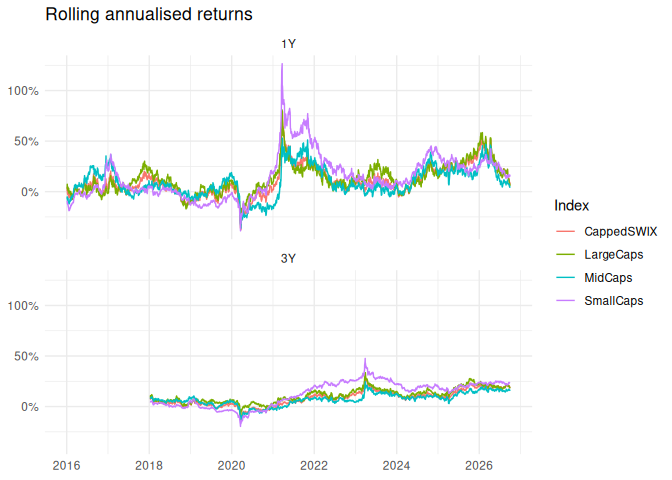 Rolling annualised returns
1Y
100%
50%
0%
3Y
100%
50%
0%
2016 2018 2020 2022 2024 2026
Index
CappedSWIX
LargeCaps
MidCaps
SmallCaps